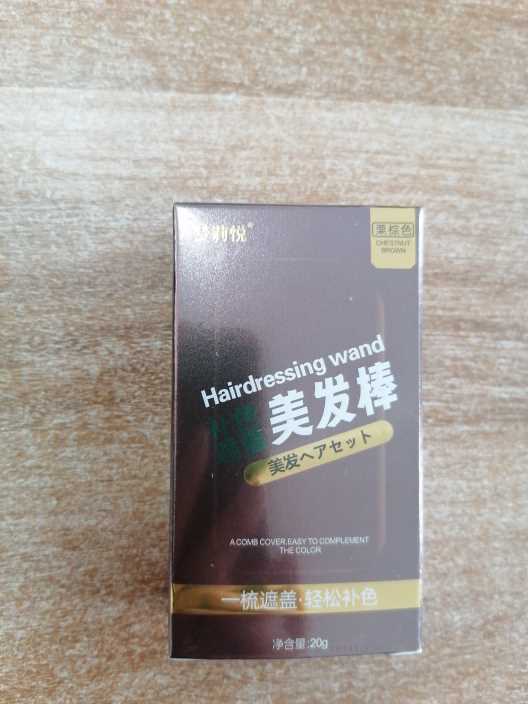 悦®
栗棕色
CHESTNUT
BROWN
Hairdressing wand
美发棒
美发ヘアセット
A COMB COVER.EASY TO COMPLEMENT
THE COLOR
一梳遮盖·轻松补色
净含量:20g